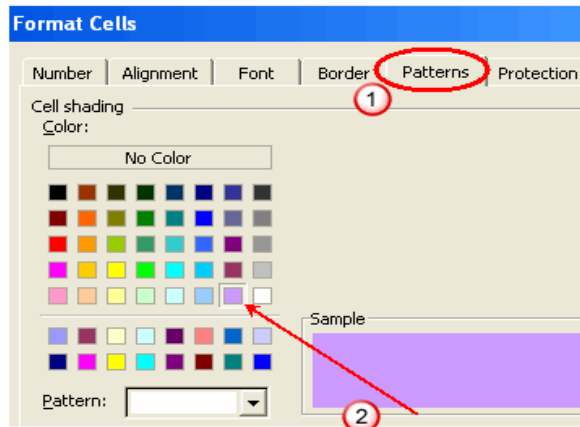 Format Cells
Number Alignment Font Border Patterns Protection
1
Cell shading
Color:
No Color
Sample
Pattern:
2